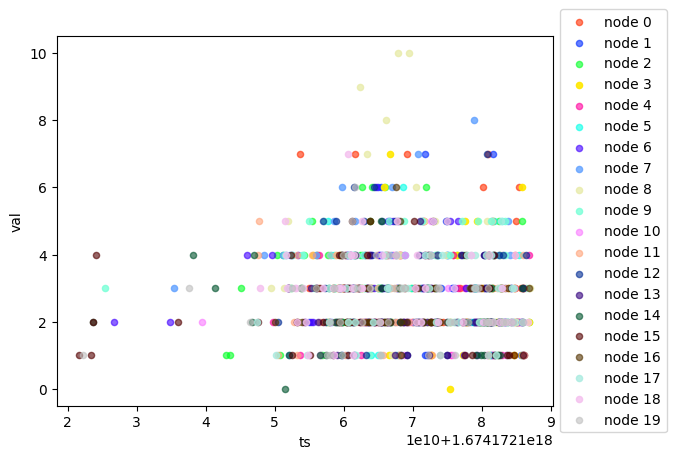 10
8
6
4
2
0
val
2
3
4
5
6
7
8
9
ts
1e10+1.6741721e18
node 0
node 1
node 2
node 3
node 4
node 5
node 6
node 7
node 8
node 9
node 10
node 11
node 12
node 13
node 14
node 15
node 16
node 17
node 18
node 19